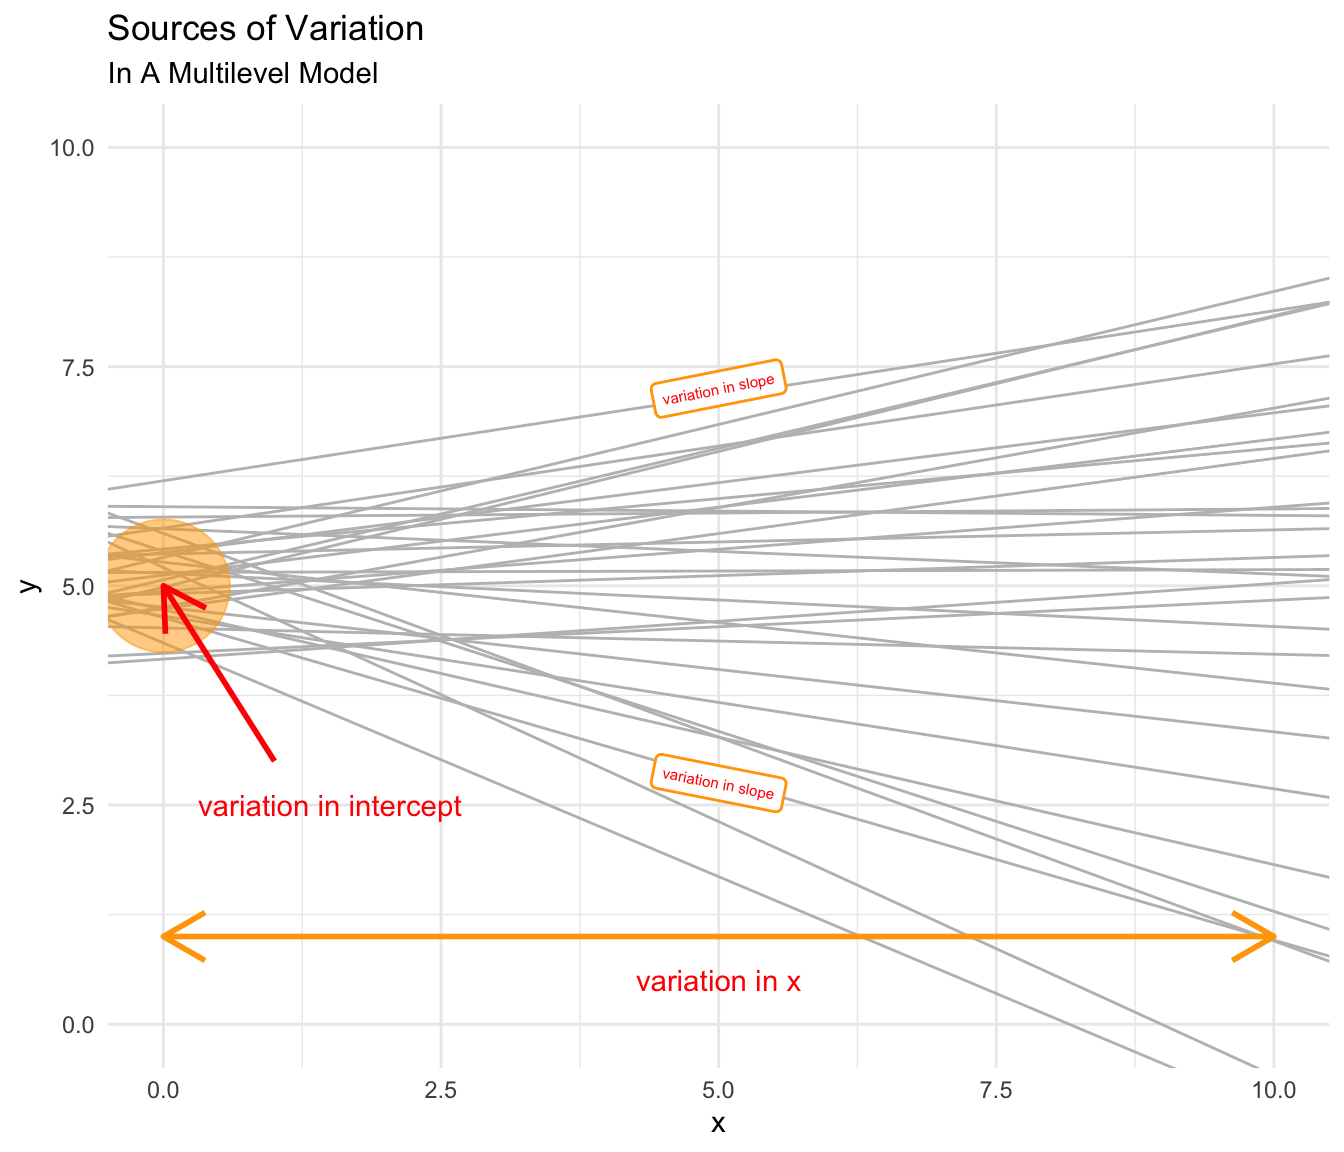 Sources of Variation
In A Multilevel Model
10.0
7.5
variation in slope
y
5.0
variation in slope
2.5
variation in intercept
variation in x
0.0
0.0 2.5 5.0 7.5 10.0
x